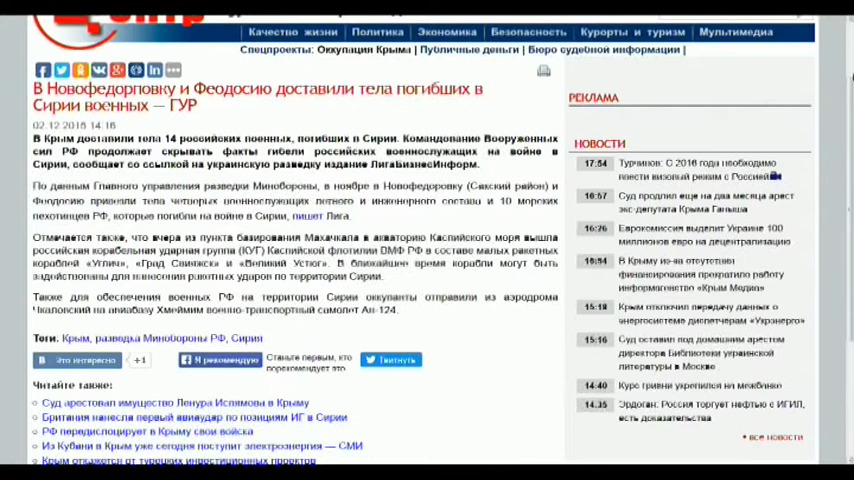 Качество жизни | Политика | Экономика | Безопасность | Курорты и туризм | Мультимедиа
Спецпроекты: Оккупация Крыма | Публичные деньги | Бюро судебной информации |
В Новофедорповку и Феодосию доставили тела погибших в
Сирии военных — ГУР
02.12.2015 14:16
В Крым доставили тела 14 российских военных, погибших в Сирии. Командование Вооруженных
сил РФ продолжает скрывать факты гибели российских военнослужащих на войне в
Сирии, сообщает со ссылкой на украинскую разведку издание ЛигаБизнесИнформ.
По данным Главного управления разведки Минобороны, в ноябре в Новофедоровку (Сакский район) и
Феодосию привезли тела четверых военнослужащих летного и инженерного состава и 10 морских
пехотинцев РФ, которые погибли на войне в Сирии, пишет Лига.
Отмечается также, что вчера из пункта базирования Махачкала в акваторию Каспийского моря вышла
российская корабельная ударная группа (КУГ) Каспийской флотилии ВМФ РФ в составе малых ракетных
кораблей «Углич», «Град Свияжск» и «Великий Устюг». В ближайшее время корабли могут быть
задействованы для нанесения ракетных ударов по территории Сирии.
Также для обеспечения военных РФ на территории Сирии оккупанты отправили из аэродрома
Чкаловский на авиабазу Хмеймим военно-транспортный самолет Ан-124.
Теги: Крым, разведка Минобороны РФ, Сирия
В Это интересно +1
Я рекомендую
Станьте первым, кто
порекомендует это
Твитнуть
Читайте также:
Суд арестовал имущество Ленура Ислямова в Крыму
Британия нанесла первый авиаудар по позициям ИГ в Сирии
РФ передислоцирует в Крыму свои войска
Из Кубани в Крым уже сегодня поступит электроэнергия — СМИ
Крым откажется от турецких инвестиционных проектов
РЕКЛАМА
НОВОСТИ
17:54 Турчинов: С 2016 года необходимо
ввести визовый режим с Россией
16:57 Суд продлил еще на два месяца арест
экс-депутата Крыма Ганыша
16:26 Еврокомиссия выделит Украине 100
миллионов евро на децентрализацию
В Крыму из-за отсутствия
финансирования прекратило работу
информагентство «Крым Медиа»
Крым отключил передачу данных о
энергосистеме диспетчерам «Укрэнерго»
15:16 Суд оставил под домашним арестом
директора Библиотеки украинской
литературы в Москве
14:40 Курс гривни укрепился на межбанке
14:35 Эрдоган: Россия торгует нефтью с ИГИЛ,
есть доказательства
все новости